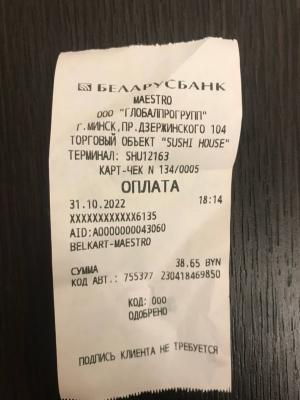 БЕЛАРУСБАНК
MAESTRO
ООО "ГЛОБАЛПРОГРУПП"
Г.МИНСК,ПР.ДЗЕРЖИНСКОГО 104
ТОРГОВЫЙ ОБЪЕКТ "SUSHI HOUSE"
ТЕРМИНАЛ: SHU12163
КАРТ-ЧЕК N 134/0005
ОПЛАТА
31.10.2022 18:14
XXXXXXXXXXXX6135
AID:A0000000043060
BELKART-MAESTRO
СУММА 38.65 BYN
КОД АВТ.: 755377 230418469850
КОД: 000
ОДОБРЕНО
ПОДПИСЬ КЛИЕНТА НЕ ТРЕБУЕТСЯ